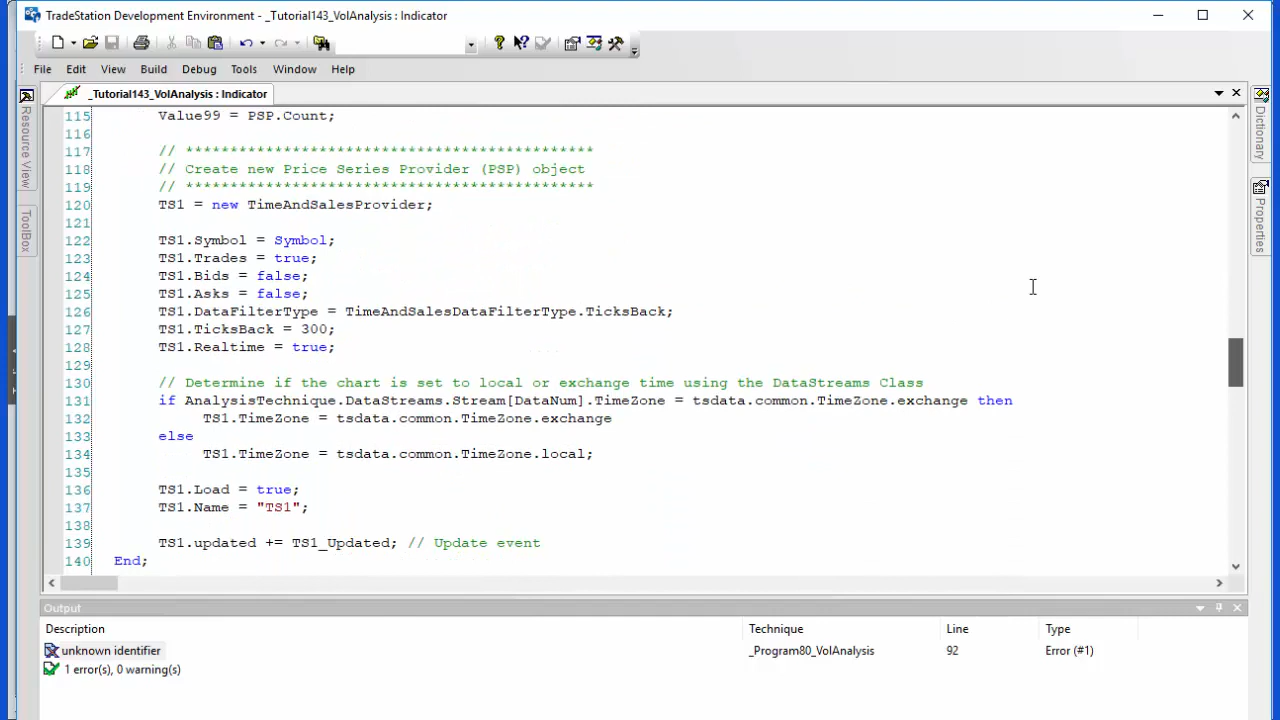 TradeStation Development Environment - _Tutorial143_VolAnalysis : Indicator
File Edit View Build Debug Tools Window Help
_Tutorial143_VolAnalysis : Indicator
Resource View
ToolBox
Dictionary
Properties
115 Value99 = PSP.Count;
116
117 // **********************************************
118 // Create new Price Series Provider (PSP) object
119 // **********************************************
120 TS1 = new TimeAndSalesProvider;
121
122 TS1.Symbol = Symbol;
123 TS1.Trades = true;
124 TS1.Bids = false;
125 TS1.Asks = false;
126 TS1.DataFilterType = TimeAndSalesDataFilterType.TicksBack;
127 TS1.TicksBack = 300;
128 TS1.Realtime = true;
129
130 // Determine if the chart is set to local or exchange time using the DataStreams Class
131 if AnalysisTechnique.DataStreams.Stream[DataNum].TimeZone = tsdata.common.TimeZone.exchange then
132 TS1.TimeZone = tsdata.common.TimeZone.exchange
133 else
134 TS1.TimeZone = tsdata.common.TimeZone.local;
135
136 TS1.Load = true;
137 TS1.Name = "TS1";
138
139 TS1.updated += TS1_Updated; // Update event
140 End;
Output
Description Technique Line Type
unknown identifier _Program80_VolAnalysis 92 Error (#1)
1 error(s), 0 warning(s)